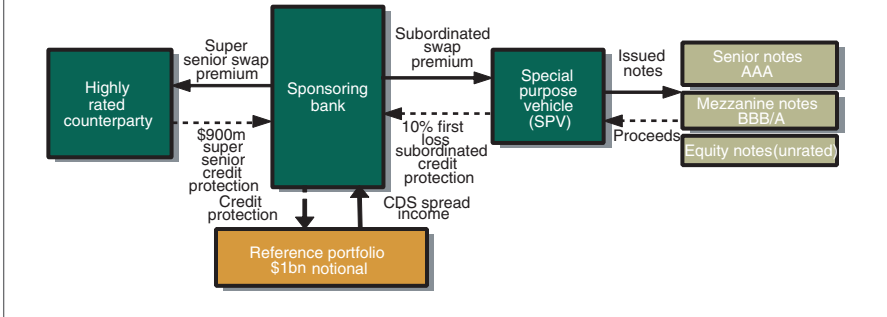 Super
senior swap
premium
Subordinated
swap
premium
Issued
notes
Senior notes
AAA
Highly
rated
counterparty
Sponsoring
bank
Special
purpose
vehicle
(SPV)
Mezzanine notes
BBB/A
$900m
super
senior
credit
protection
10% first
loss
subordinated
credit
protection
Proceeds
Equity notes(unrated)
Credit
protection
CDS spread
income
Reference portfolio
$1bn notional